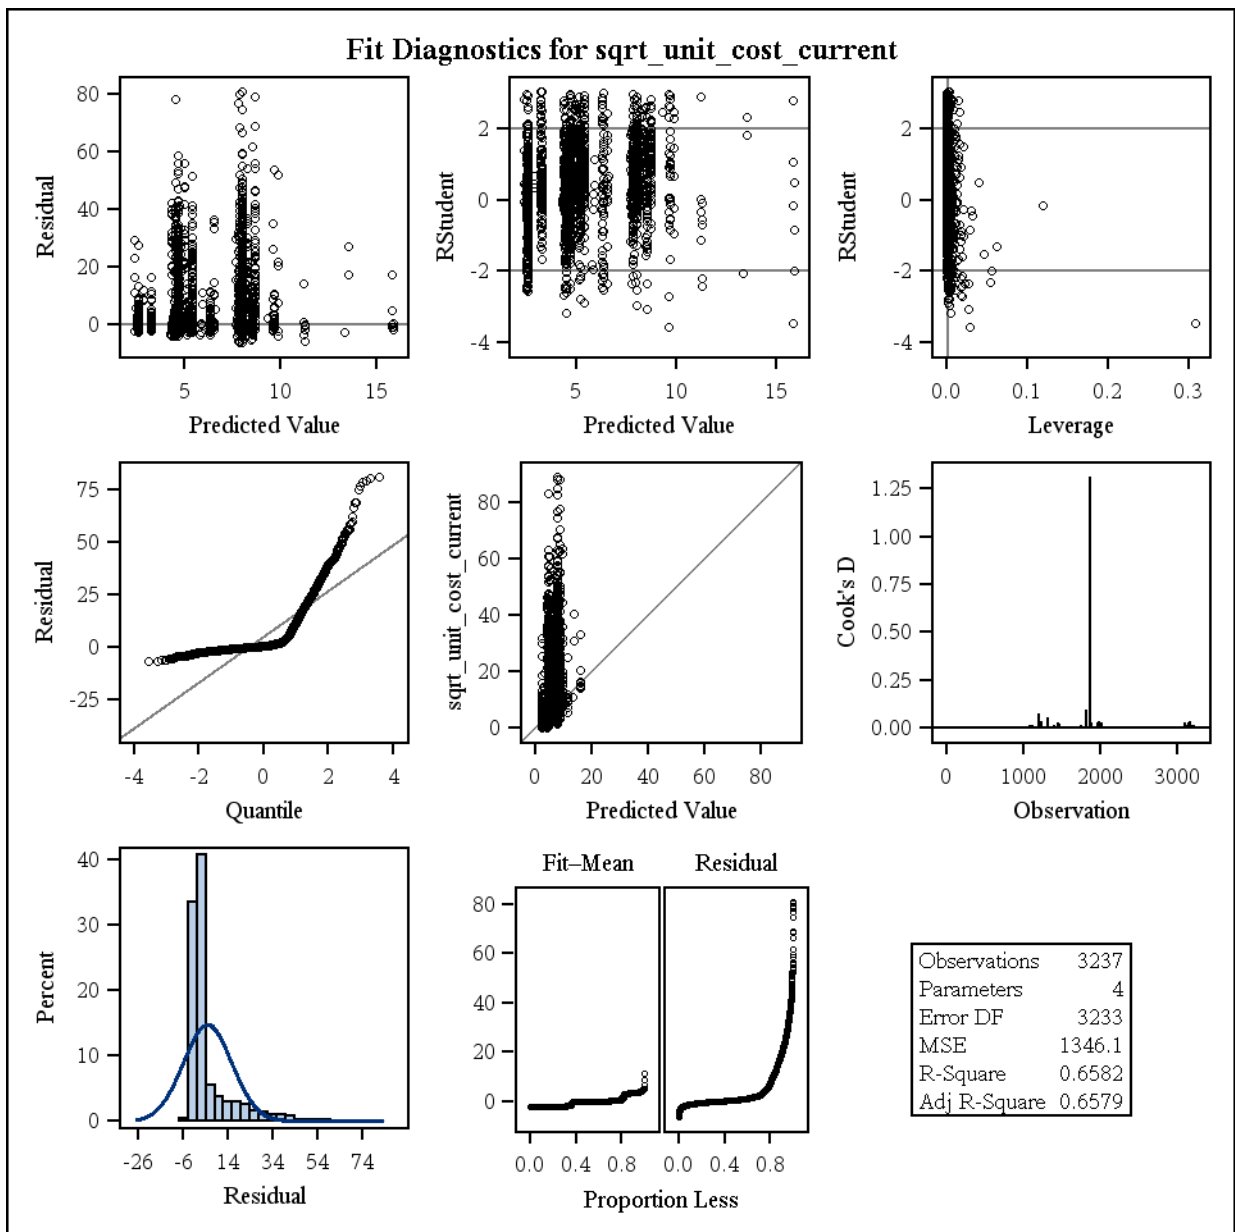 Fit Diagnostics for sqrt_unit_cost_current
80
60
40
20
0
Residual
5 10 15
Predicted Value
2
0
-2
-4
RStudent
5 10 15
Predicted Value
2
0
-2
-4
RStudent
0.0 0.1 0.2 0.3
Leverage
75
50
25
0
-25
Residual
-4 -2 0 2 4
Quantile
80
60
40
20
0
sqrt_unit_cost_current
0 20 40 60 80
Predicted Value
1.25
1.00
0.75
0.50
0.25
0.00
Cook's D
0 1000 2000 3000
Observation
40
30
20
10
0
Percent
-26 -6 14 34 54 74
Residual
Fit–Mean Residual
80
60
40
20
0
0.0 0.4 0.8 0.0 0.4 0.8
Proportion Less
Observations 3237
Parameters 4
Error DF 3233
MSE 1346.1
R-Square 0.6582
Adj R-Square 0.6579